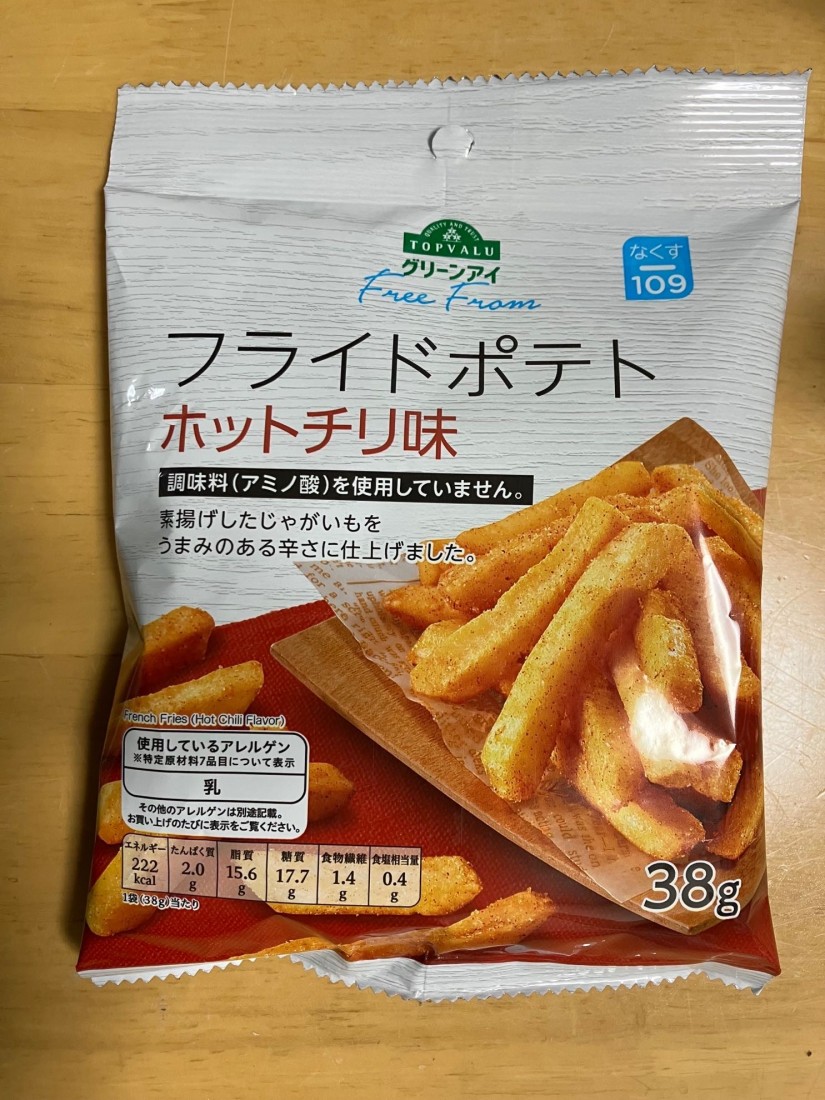 QUALITY AND TRUST
TOPVALU
グリーンアイ
Free From
なくす
109
フライドポテト
ホットチリ味
調味料(アミノ酸)を使用していません。
素揚げしたじゃがいもを
うまみのある辛さに仕上げました。
French Fries (Hot Chili Flavor)
使用しているアレルゲン
※特定原材料7品目について表示
乳
その他のアレルゲンは別途記載。
お買い上げのたびに表示をご覧ください。
エネルギー たんぱく質 脂質 糖質 食物繊維 食塩相当量
222 2.0 15.6 17.7 1.4 0.4
kcal g g g g g
1袋(38g)当たり
38g